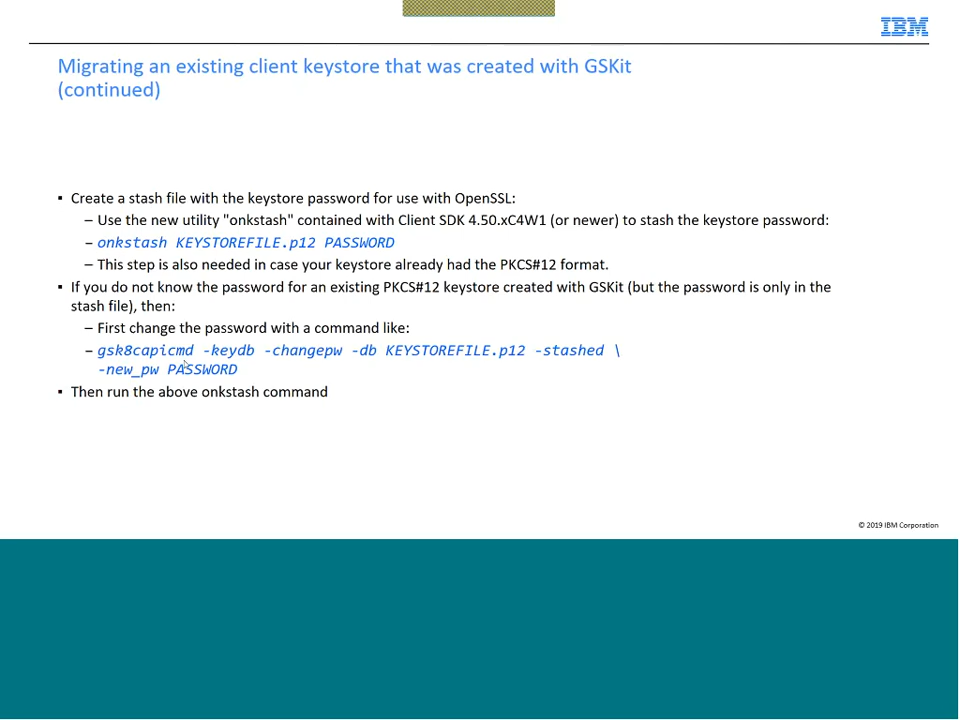 IBM
Migrating an existing client keystore that was created with GSKit
(continued)
▪ Create a stash file with the keystore password for use with OpenSSL:
– Use the new utility "onkstash" contained with Client SDK 4.50.xC4W1 (or newer) to stash the keystore password:
– onkstash KEYSTOREFILE.p12 PASSWORD
– This step is also needed in case your keystore already had the PKCS#12 format.
▪ If you do not know the password for an existing PKCS#12 keystore created with GSKit (but the password is only in the
stash file), then:
– First change the password with a command like:
– gsk8capicmd -keydb -changepw -db KEYSTOREFILE.p12 -stashed \
-new_pw PASSWORD
▪ Then run the above onkstash command
© 2019 IBM Corporation